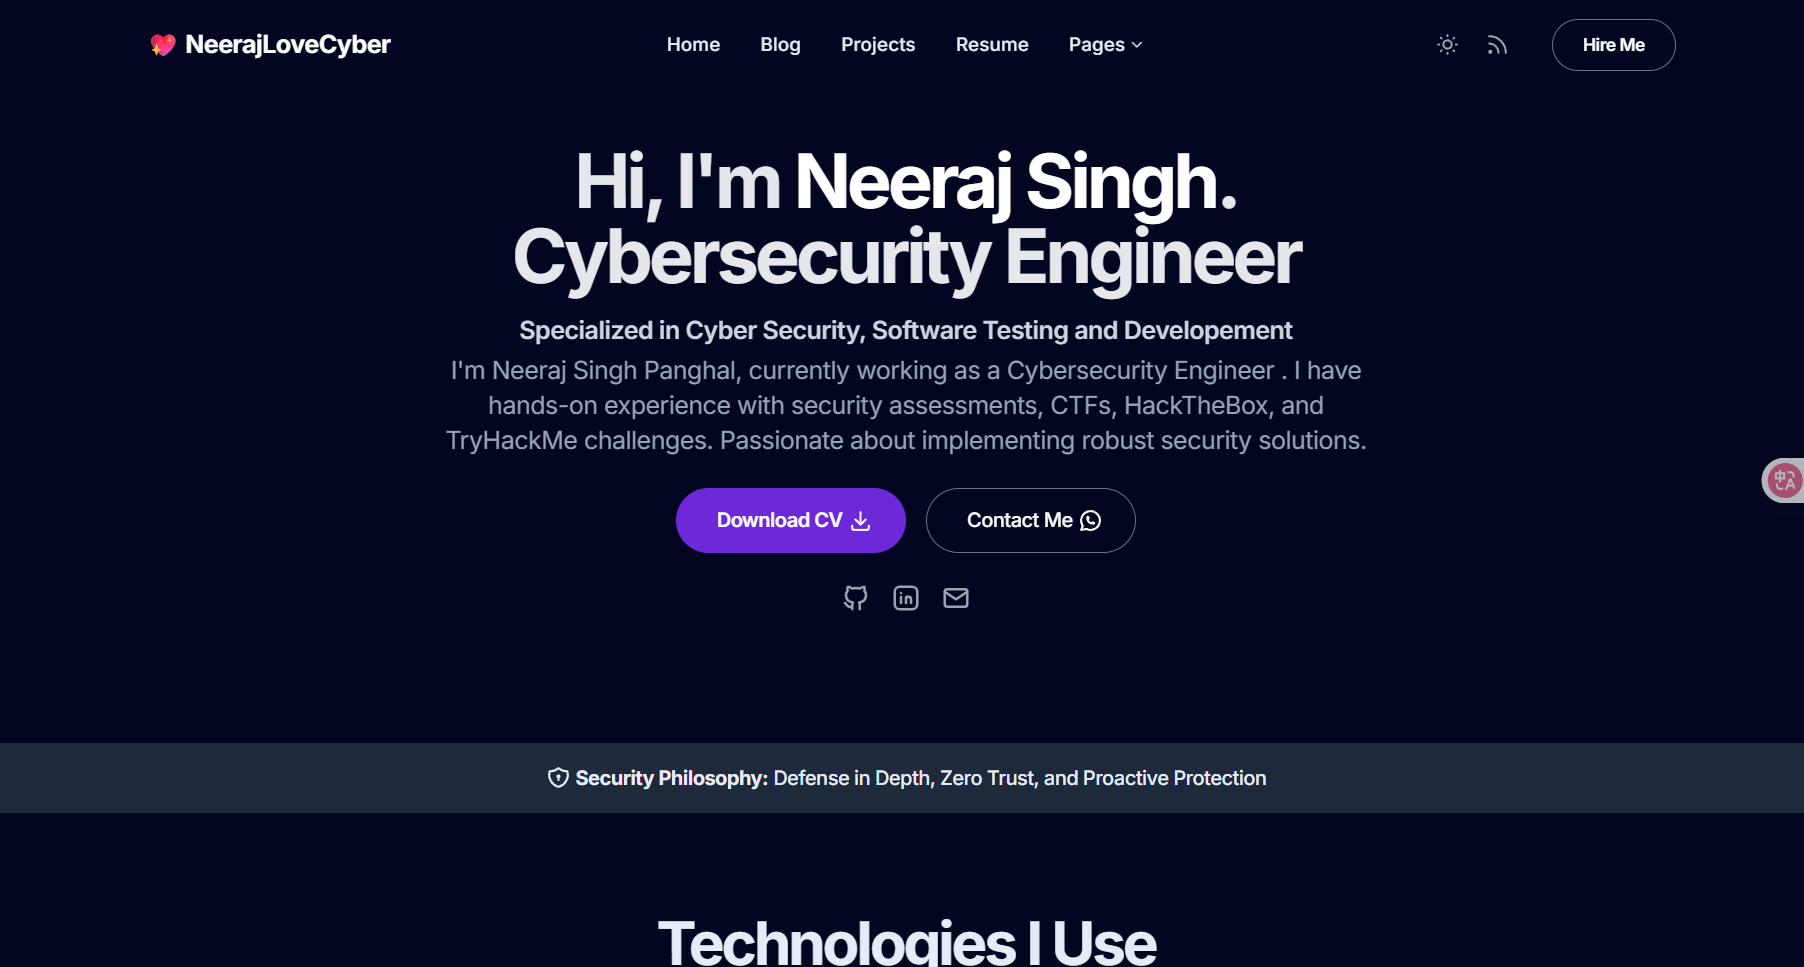 NeerajLoveCyber
Home Blog Projects Resume Pages
Hire Me
Hi, I'm Neeraj Singh.
Cybersecurity Engineer
Specialized in Cyber Security, Software Testing and Developement
I'm Neeraj Singh Panghal, currently working as a Cybersecurity Engineer . I have
hands-on experience with security assessments, CTFs, HackTheBox, and
TryHackMe challenges. Passionate about implementing robust security solutions.
Download CV
Contact Me
Security Philosophy: Defense in Depth, Zero Trust, and Proactive Protection
Technologies I Use